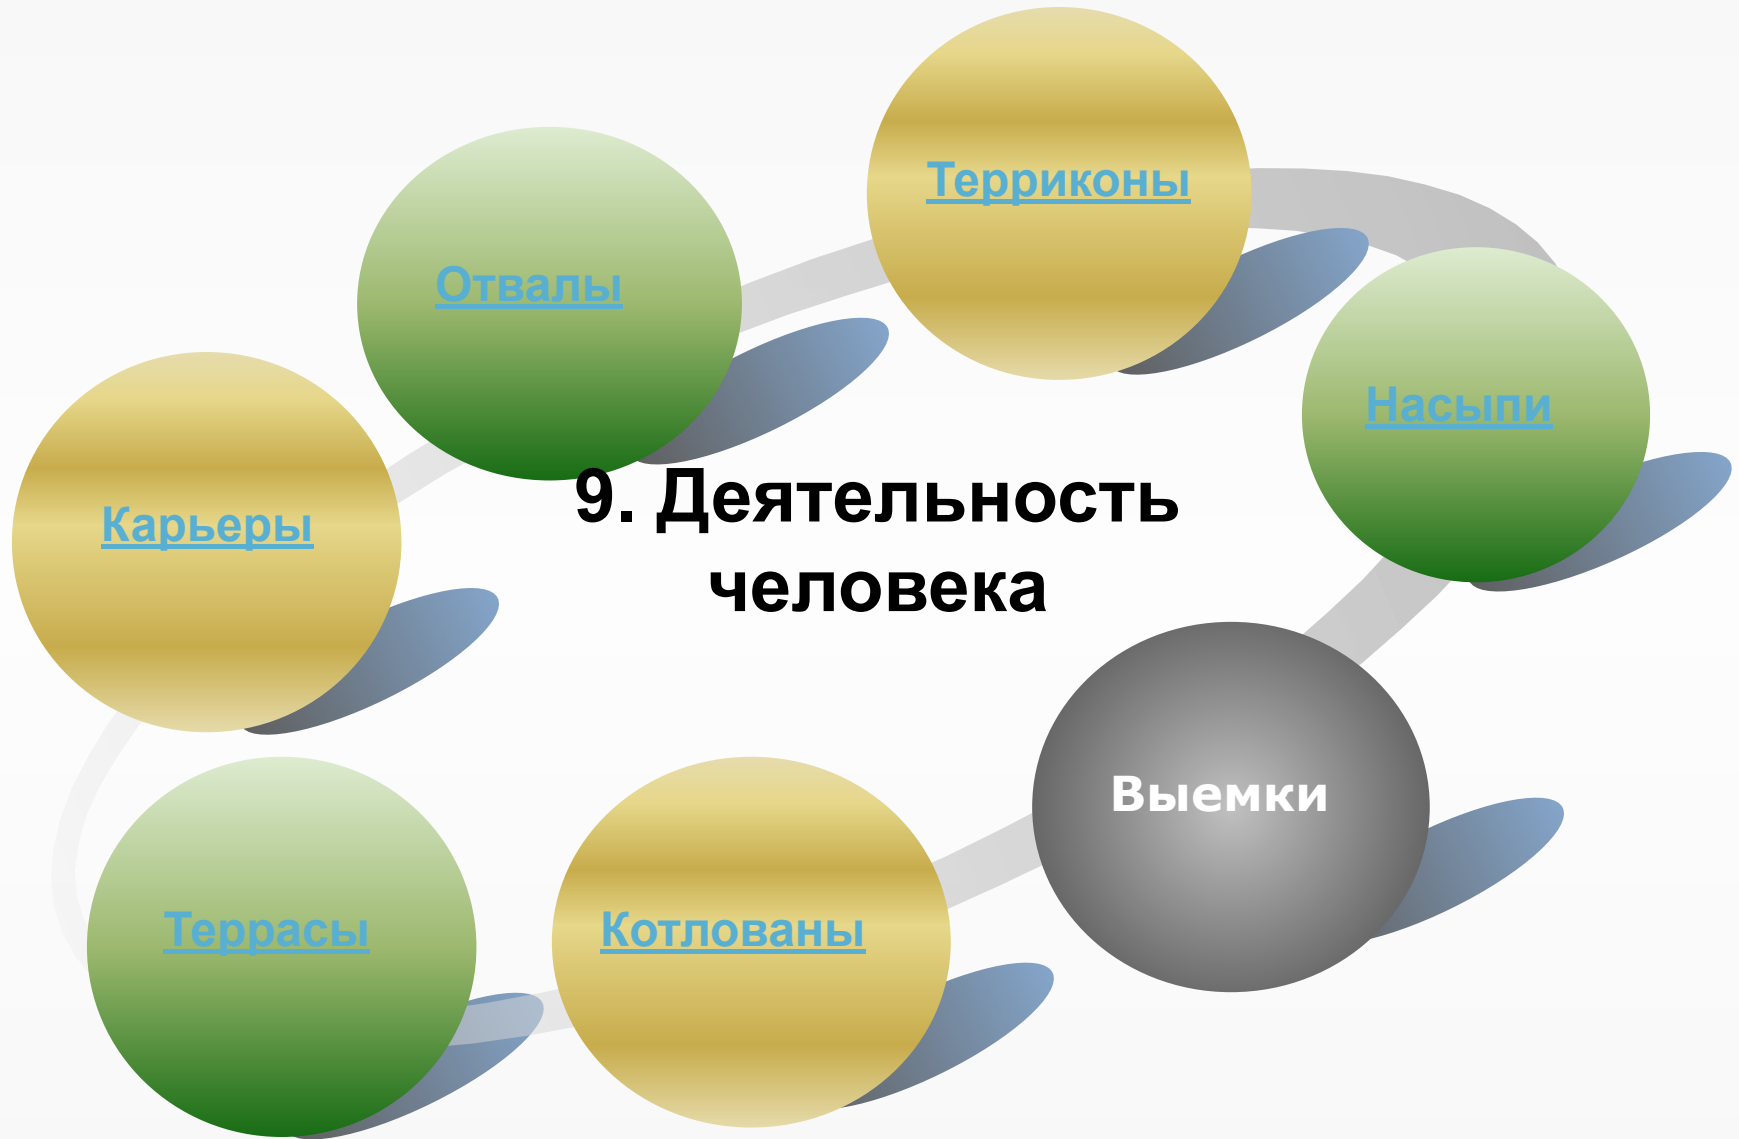 Терриконы
Отвалы
Насыпи
Карьеры
9. Деятельность
человека
Выемки
Террасы
Котлованы